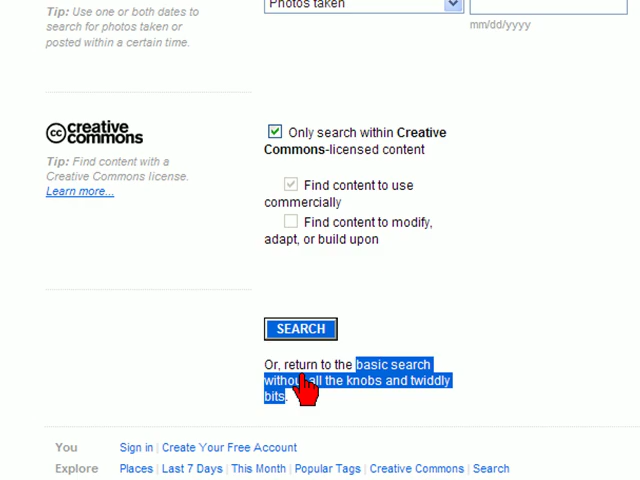 Tip: Use one or both dates to
search for photos taken or
posted within a certain time.
Photos taken
mm/dd/yyyy
cc creative
commons
Tip: Find content with a
Creative Commons license.
Learn more...
Only search within Creative
Commons-licensed content
Find content to use
commercially
Find content to modify,
adapt, or build upon
SEARCH
Or, return to the basic search
without all the knobs and twiddly
bits.
You Sign in | Create Your Free Account
Explore Places | Last 7 Days | This Month | Popular Tags | Creative Commons | Search